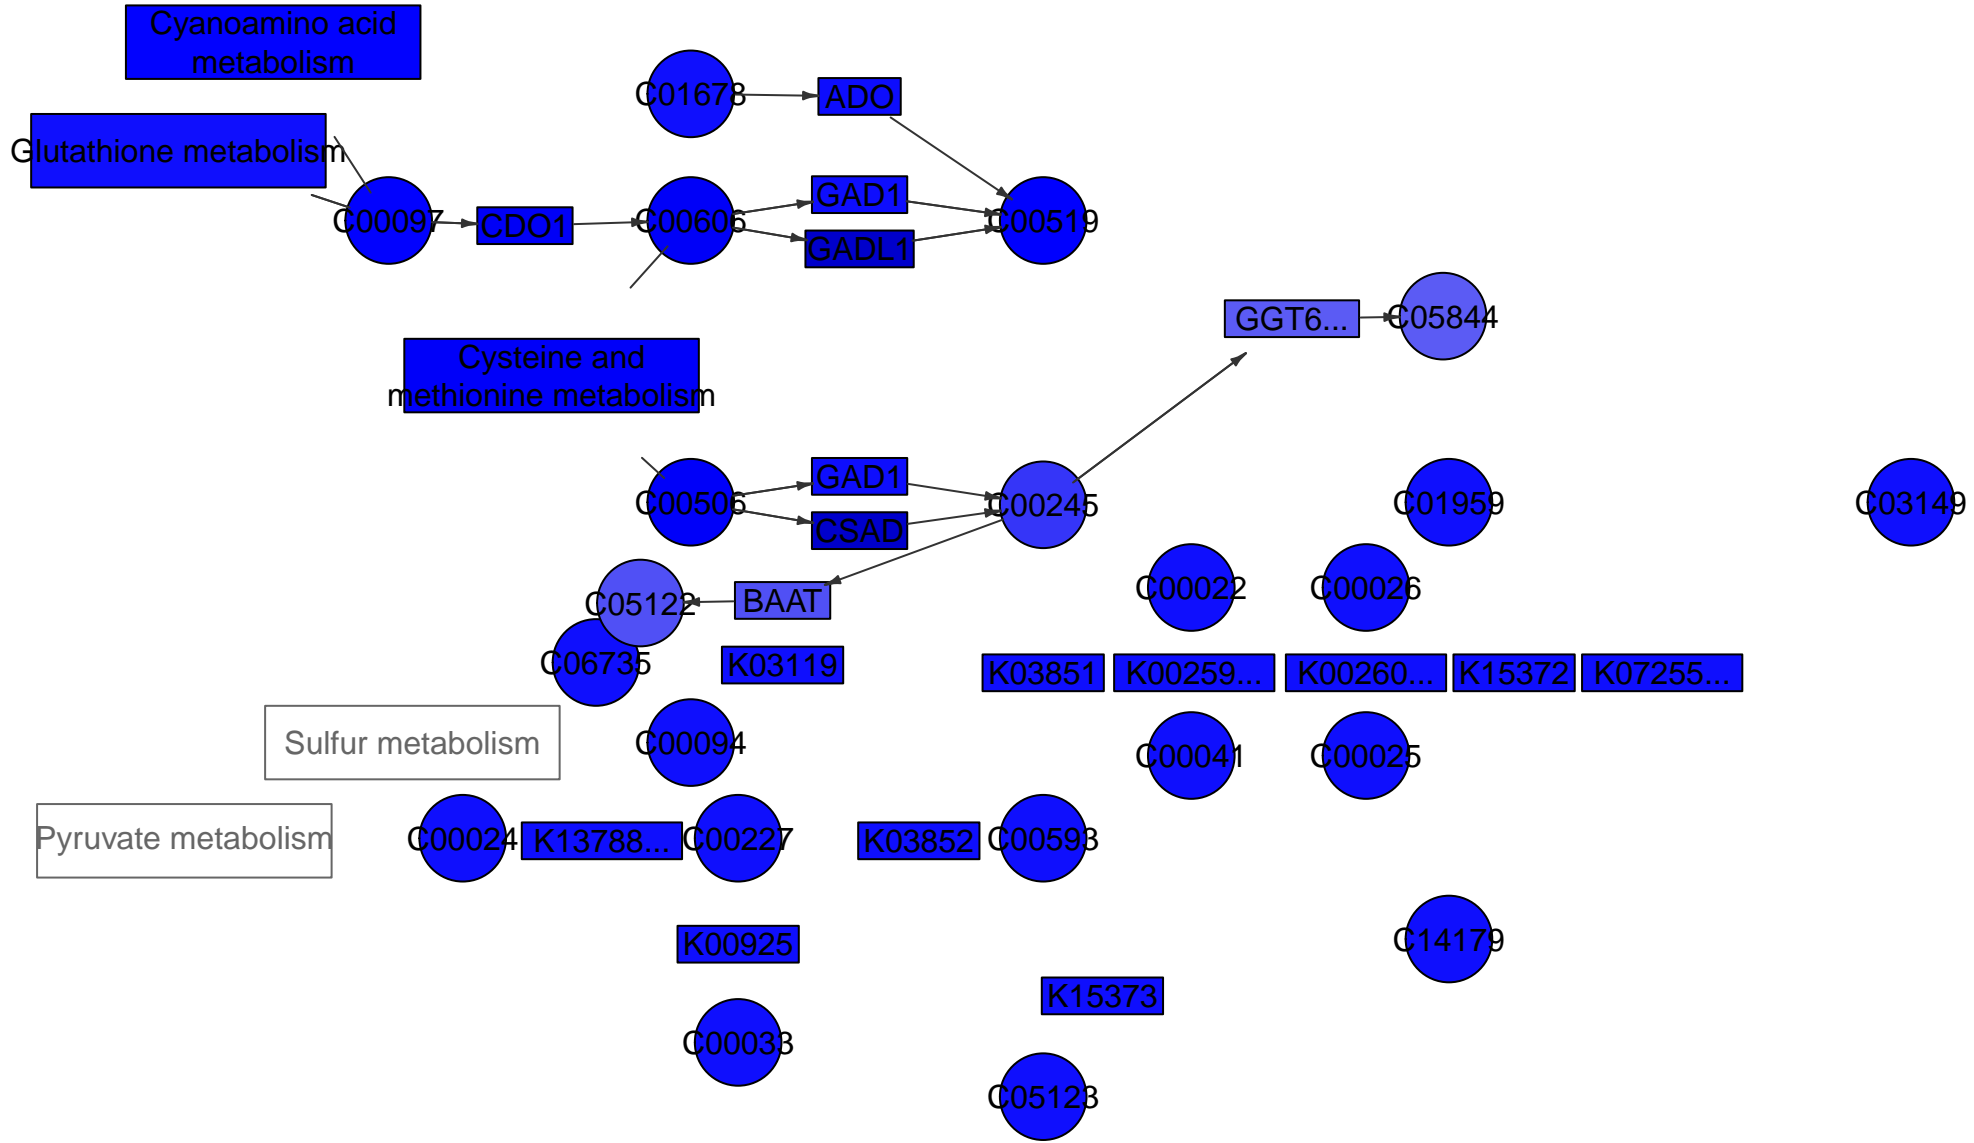 Cyanoamino acid
metabolism
C01678
ADO
Glutathione metabolism
C00097
CDO1
C00606
GAD1
GADL1
C00519
GGT6...
C05844
Cysteine and
methionine metabolism
C00506
GAD1
CSAD
C00245
C01959
C03149
C05122
BAAT
C00022
C00026
C06735
K03119
K03851
K00259...
K00260...
K15372
K07255...
Sulfur metabolism
C00094
C00041
C00025
Pyruvate metabolism
C00024
K13788...
C00227
K03852
C00593
K00925
C14179
K15373
C00033
C05123